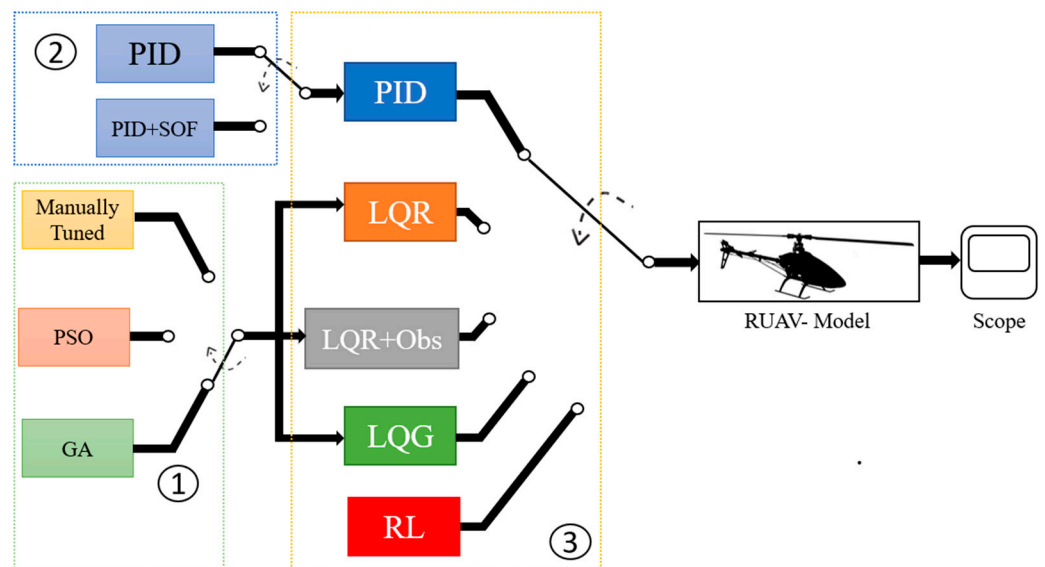 2
PID
PID+SOF
PID
Manually
Tuned
PSO
GA
1
LQR
LQR+Obs
LQG
RL
3
RUAV- Model
Scope